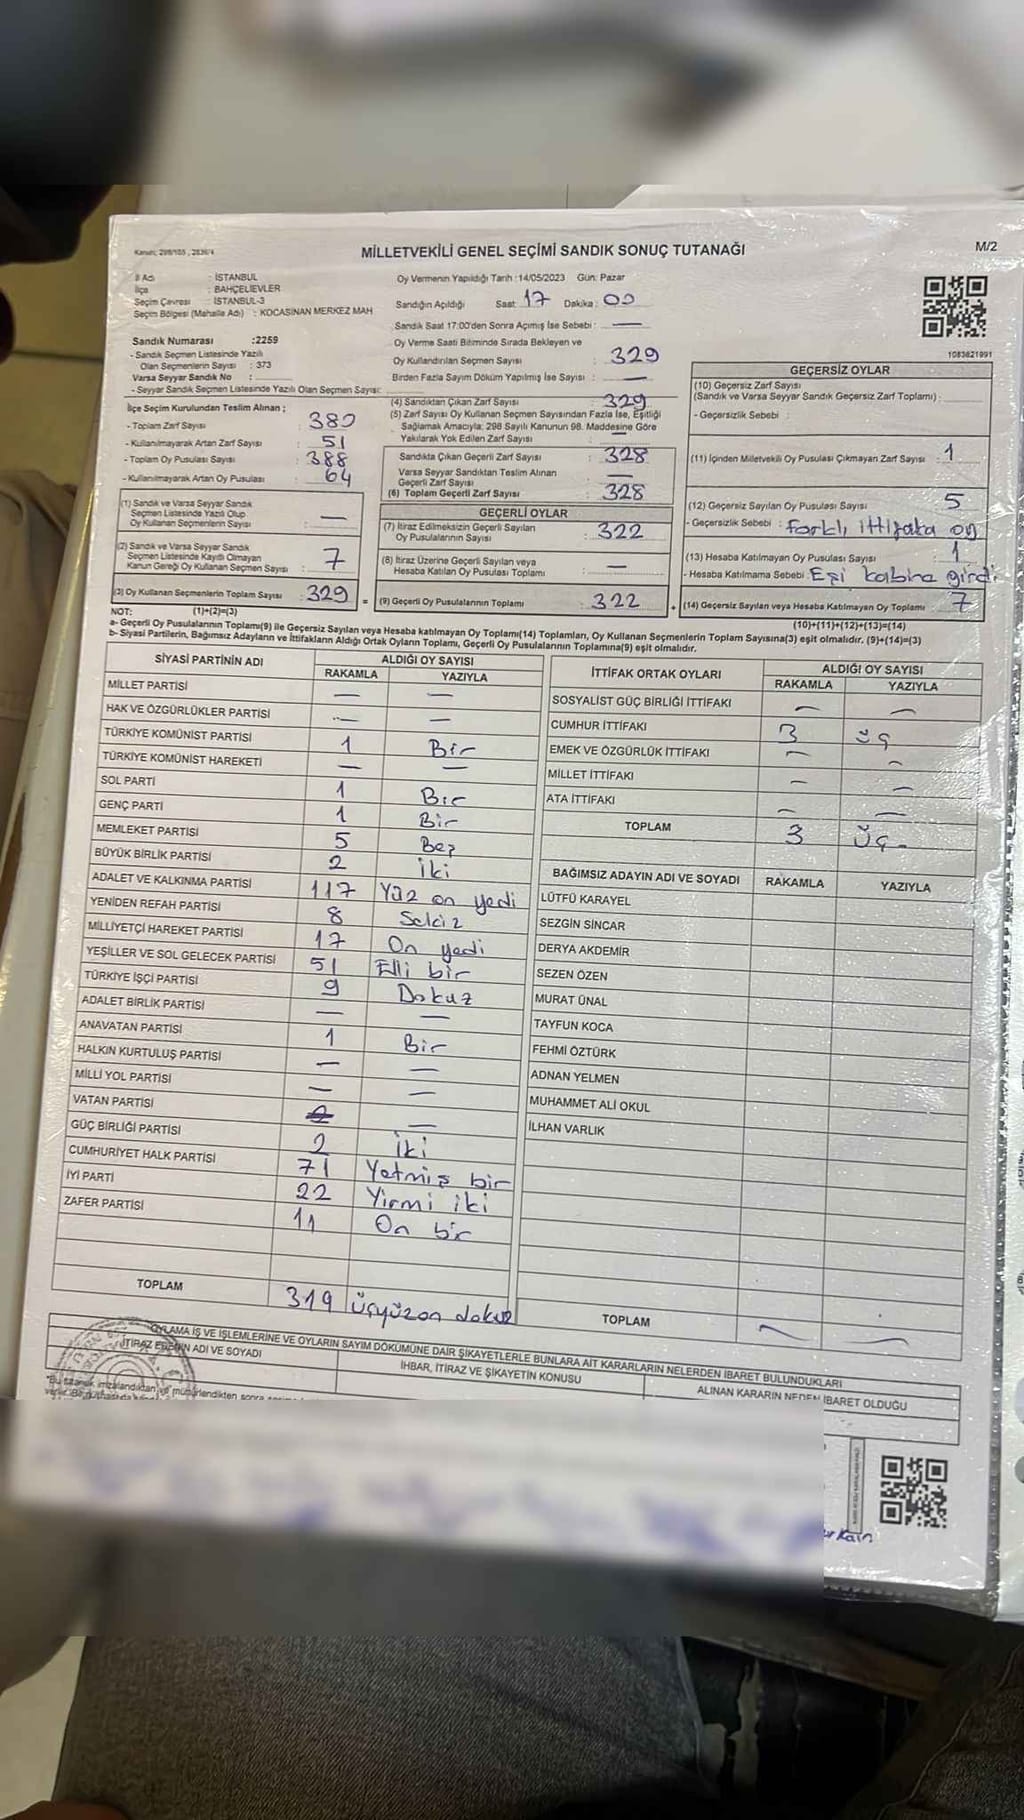 Kanun: 298/105, 2839/4
MİLLETVEKİLİ GENEL SEÇİMİ SANDIK SONUÇ TUTANAĞI
M/2
İl Adı : İSTANBUL
İlçe : BAHÇELİEVLER
Seçim Çevresi : İSTANBUL-3
Seçim Bölgesi (Mahalle Adı) : KOCASİNAN MERKEZ MAH
Sandık Numarası :2259
- Sandık Seçmen Listesinde Yazılı
Olan Seçmenlerin Sayısı : 373
Varsa Seyyar Sandık No :
- Seyyar Sandık Seçmen Listesinde Yazılı Olan Seçmen Sayısı:
Oy Vermenin Yapıldığı Tarih :14/05/2023 Gün: Pazar
Sandığın Açıldığı Saat: 17 Dakika: 00
Sandık Saat 17:00'den Sonra Açımış İse Sebebi : —
Oy Verme Saati Bitiminde Sırada Bekleyen ve
Oy Kullandırılan Seçmen Sayısı : 329
Birden Fazla Sayım Döküm Yapılmış İse Sayısı : —
1083621991
İlçe Seçim Kurulundan Teslim Alınan ;
- Toplam Zarf Sayısı : 380
- Kullanılmayarak Artan Zarf Sayısı : 51
- Toplam Oy Pusulası Sayısı : 388
- Kullanılmayarak Artan Oy Pusulası : 64
(4) Sandıktan Çıkan Zarf Sayısı : 329
(5) Zarf Sayısı Oy Kullanan Seçmen Sayısından Fazla İse, Eşitliği
Sağlamak Amacıyla; 298 Sayılı Kanunun 98. Maddesine Göre
Yakılarak Yok Edilen Zarf Sayısı : —
Sandıkta Çıkan Geçerli Zarf Sayısı : 328
Varsa Seyyar Sandıktan Teslim Alınan
Geçerli Zarf Sayısı :
(6) Toplam Geçerli Zarf Sayısı : 328
GEÇERSİZ OYLAR
(10) Geçersiz Zarf Sayısı
(Sandık ve Varsa Seyyar Sandık Geçersiz Zarf Toplamı) :
- Geçersizlik Sebebi :
(11) İçinden Milletvekili Oy Pusulası Çıkmayan Zarf Sayısı : 1
(12) Geçersiz Sayılan Oy Pusulası Sayısı : 5
- Geçersizlik Sebebi : Farklı ittifaka oy
(13) Hesaba Katılmayan Oy Pusulası Sayısı : 1
- Hesaba Katılmama Sebebi : Eşi kabine girdi
(14) Geçersiz Sayılan veya Hesaba Katılmayan Oy Toplamı 7
(10)+(11)+(12)+(13)=(14)
(1) Sandık ve Varsa Seyyar Sandık
Seçmen Listesinde Yazılı Olup
Oy Kullanan Seçmenlerin Sayısı : —
(2) Sandık ve Varsa Seyyar Sandık
Seçmen Listesinde Kayıtlı Olmayan
Kanun Gereği Oy Kullanan Seçmen Sayısı : 7
(3) Oy Kullanan Seçmenlerin Toplam Sayısı : 329
(1)+(2)=(3)
GEÇERLİ OYLAR
(7) İtiraz Edilmeksizin Geçerli Sayılan
Oy Pusulalarının Sayısı : 322
(8) İtiraz Üzerine Geçerli Sayılan veya
Hesaba Katılan Oy Pusulası Toplamı : —
= (9) Geçerli Oy Pusulalarının Toplamı : 322 +
NOT:
a- Geçerli Oy Pusulası Toplamı(9) ile Geçersiz Sayılan veya Hesaba katılmayan Oy Toplamı(14) Toplamları, Oy Kullanan Seçmenlerin Toplam Sayısına(3) eşit olmalıdır. (9)+(14)=(3)
b- Siyasi Partilerin, Bağımsız Adayların ve İttifakların Aldığı Ortak Oyların Toplamı, Geçerli Oy Pusulalarının Toplamına(9) eşit olmalıdır.
SİYASİ PARTİNİN ADI ALDIĞI OY SAYISI
RAKAMLA YAZIYLA
MİLLET PARTİSİ — —
HAK VE ÖZGÜRLÜKLER PARTİSİ — —
TÜRKİYE KOMÜNİST PARTİSİ 1 Bir
TÜRKİYE KOMÜNİST HAREKETİ — —
SOL PARTİ 1 Bir
GENÇ PARTİ 1 Bir
MEMLEKET PARTİSİ 5 Beş
BÜYÜK BİRLİK PARTİSİ 2 İki
ADALET VE KALKINMA PARTİSİ 117 Yüz on yedi
YENİDEN REFAH PARTİSİ 8 Sekiz
MİLLİYETÇİ HAREKET PARTİSİ 17 On yedi
YEŞİLLER VE SOL GELECEK PARTİSİ 51 Elli bir
TÜRKİYE İŞÇİ PARTİSİ 9 Dokuz
ADALET BİRLİK PARTİSİ — —
ANAVATAN PARTİSİ 1 Bir
HALKIN KURTULUŞ PARTİSİ — —
MİLLİ YOL PARTİSİ — —
VATAN PARTİSİ —
GÜÇ BİRLİĞİ PARTİSİ 2 İki
CUMHURİYET HALK PARTİSİ 71 Yetmiş bir
İYİ PARTİ 22 Yirmi iki
ZAFER PARTİSİ 11 On bir
TOPLAM 319 üçyüzon dokuz
İTTİFAK ORTAK OYLARI ALDIĞI OY SAYISI
RAKAMLA YAZIYLA
SOSYALİST GÜÇ BİRLİĞİ İTTİFAKI — —
CUMHUR İTTİFAKI 3 üç
EMEK VE ÖZGÜRLÜK İTTİFAKI — —
MİLLET İTTİFAKI — —
ATA İTTİFAKI — —
TOPLAM 3 üç
BAĞIMSIZ ADAYIN ADI VE SOYADI RAKAMLA YAZIYLA
LÜTFÜ KARAYEL
SEZGİN SİNCAR
DERYA AKDEMİR
SEZEN ÖZEN
MURAT ÜNAL
TAYFUN KOCA
FEHMİ ÖZTÜRK
ADNAN YELMEN
MUHAMMET ALİ OKUL
İLHAN VARLIK
TOPLAM — —
OYLAMA İŞ VE İŞLEMLERİNE VE OYLARIN SAYIM DÖKÜMÜNE DAİR ŞİKAYETLERLE BUNLARA AİT KARARLARIN NELERDEN İBARET BULUNDUKLARI
İTİRAZ EDENİN ADI VE SOYADI
İHBAR, İTİRAZ VE ŞİKAYETİN KONUSU
ALINAN KARARIN NEDEN İBARET OLDUĞU